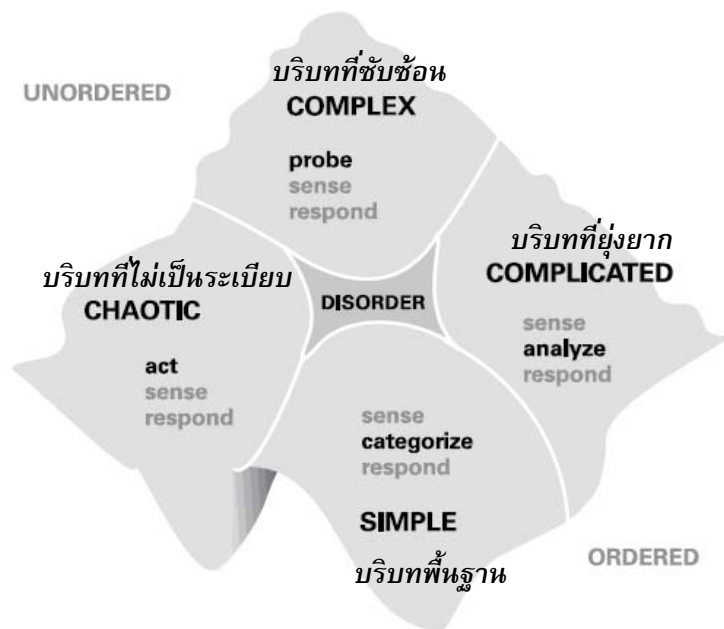 บริบทที่ซับซ้อน
UNORDERED
COMPLEX
probe
sense
respond
บริบทที่ไม่เป็นระเบียบ
CHAOTIC
act
sense
respond
DISORDER
บริบทที่ยุ่งยาก
COMPLICATED
sense
analyze
respond
sense
categorize
respond
SIMPLE
บริบทพื้นฐาน
ORDERED